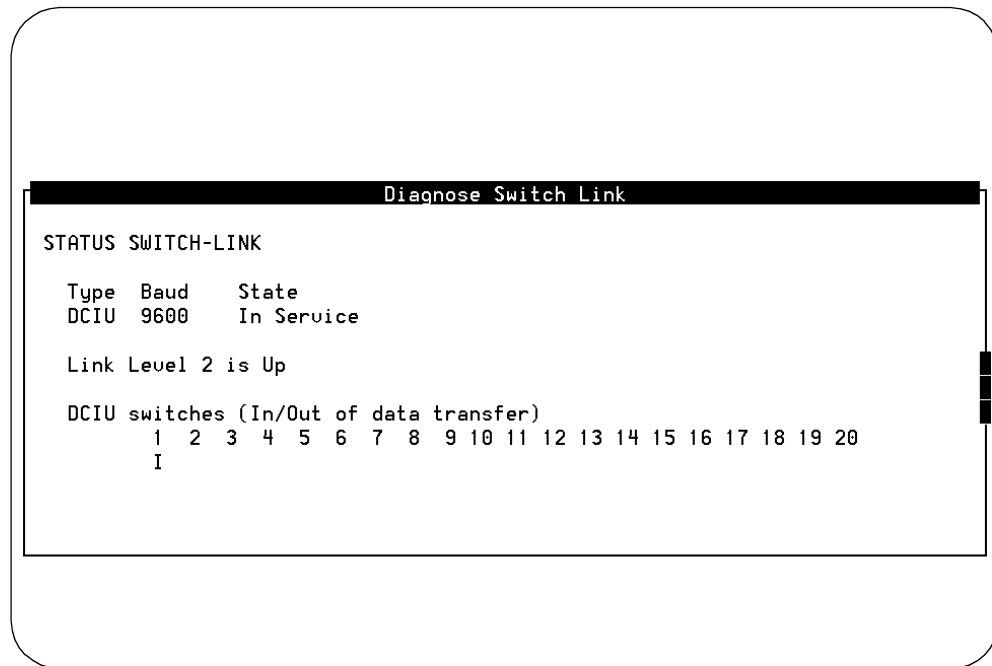 Diagnose Switch Link
STATUS SWITCH-LINK
Type Baud State
DCIU 9600 In Service
Link Level 2 is Up
DCIU switches (In/Out of data transfer)
1 2 3 4 5 6 7 8 9 10 11 12 13 14 15 16 17 18 19 20
I